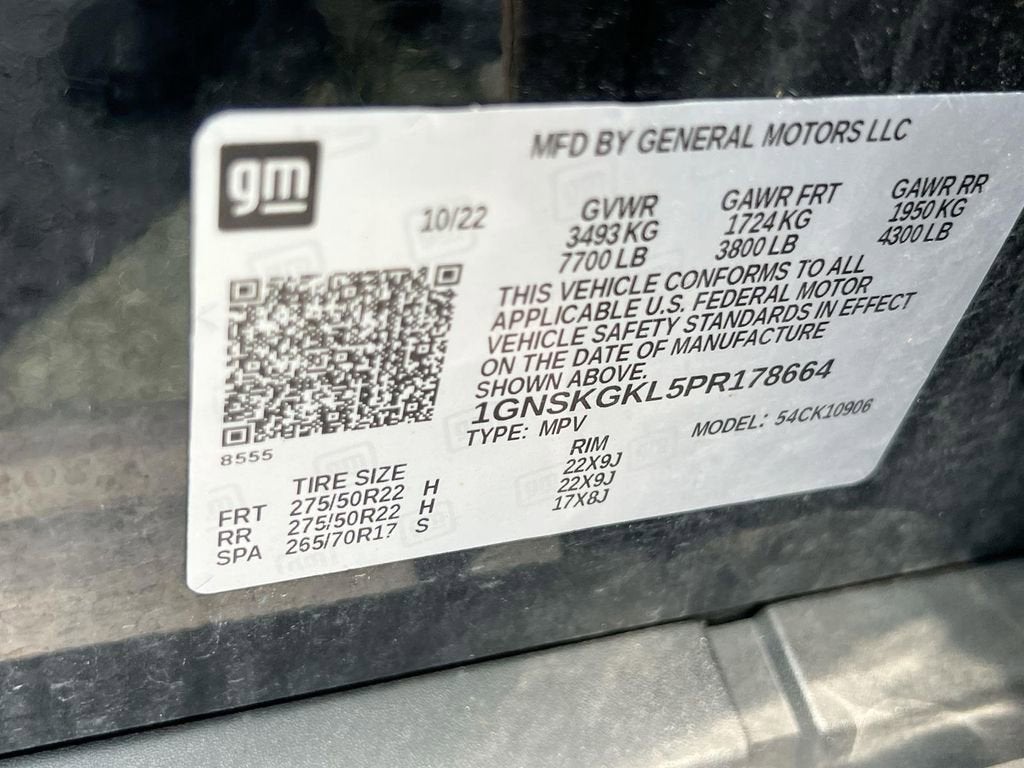 gm
MFD BY GENERAL MOTORS LLC
10/22
GVWR
3493 KG
7700 LB
GAWR FRT
1724 KG
3800 LB
GAWR RR
1950 KG
4300 LB
THIS VEHICLE CONFORMS TO ALL
APPLICABLE U.S. FEDERAL MOTOR
VEHICLE SAFETY STANDARDS IN EFFECT
ON THE DATE OF MANUFACTURE
SHOWN ABOVE.
1GNSKGKL5PR178664
TYPE: MPV
MODEL: 54CK10906
8555
TIRE SIZE RIM
FRT 275/50R22 H 22X9J
RR 275/50R22 H 22X9J
SPA 265/70R17 S 17X8J